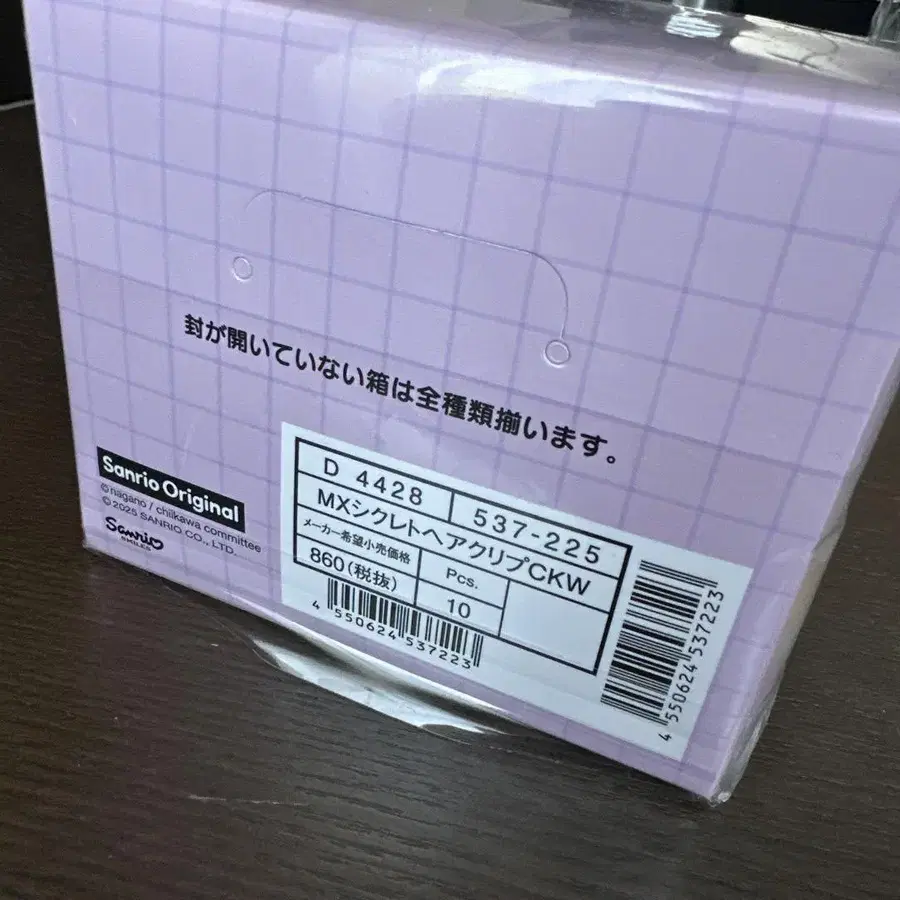 封が開いていない箱は全種類揃います。
Sanrio Original
©nagano / chiikawa committee
©2025 SANRIO CO., LTD.
Sanrio
SMILES
D 4428 537-225
MXシクレトヘアクリプCKW
メーカー希望小売価格 Pcs.
860(税抜) 10
4 550624 537223
4 550624 537223